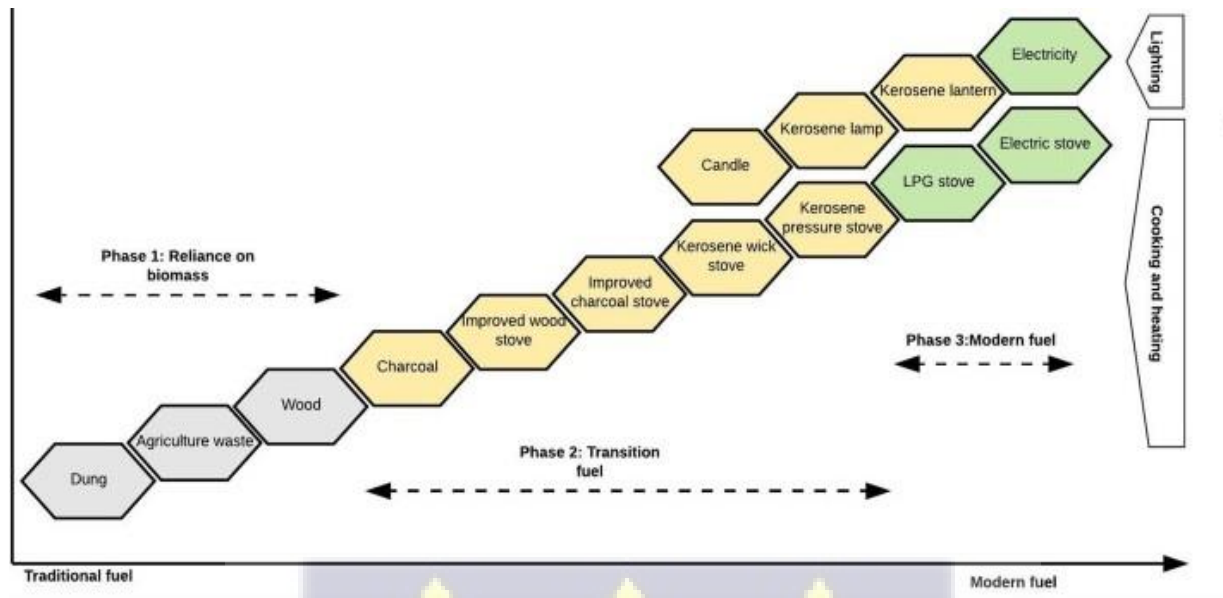 Electricity
Lighting
Kerosene lantern
Kerosene lamp
Electric stove
Candle
LPG stove
Kerosene
pressure stove
Cooking and heating
Kerosene wick
stove
Phase 1: Reliance on
biomass
Improved
charcoal stove
Improved wood
stove
Phase 3:Modern fuel
Charcoal
Wood
Agriculture waste
Phase 2: Transition
fuel
Dung
Traditional fuel
Modern fuel